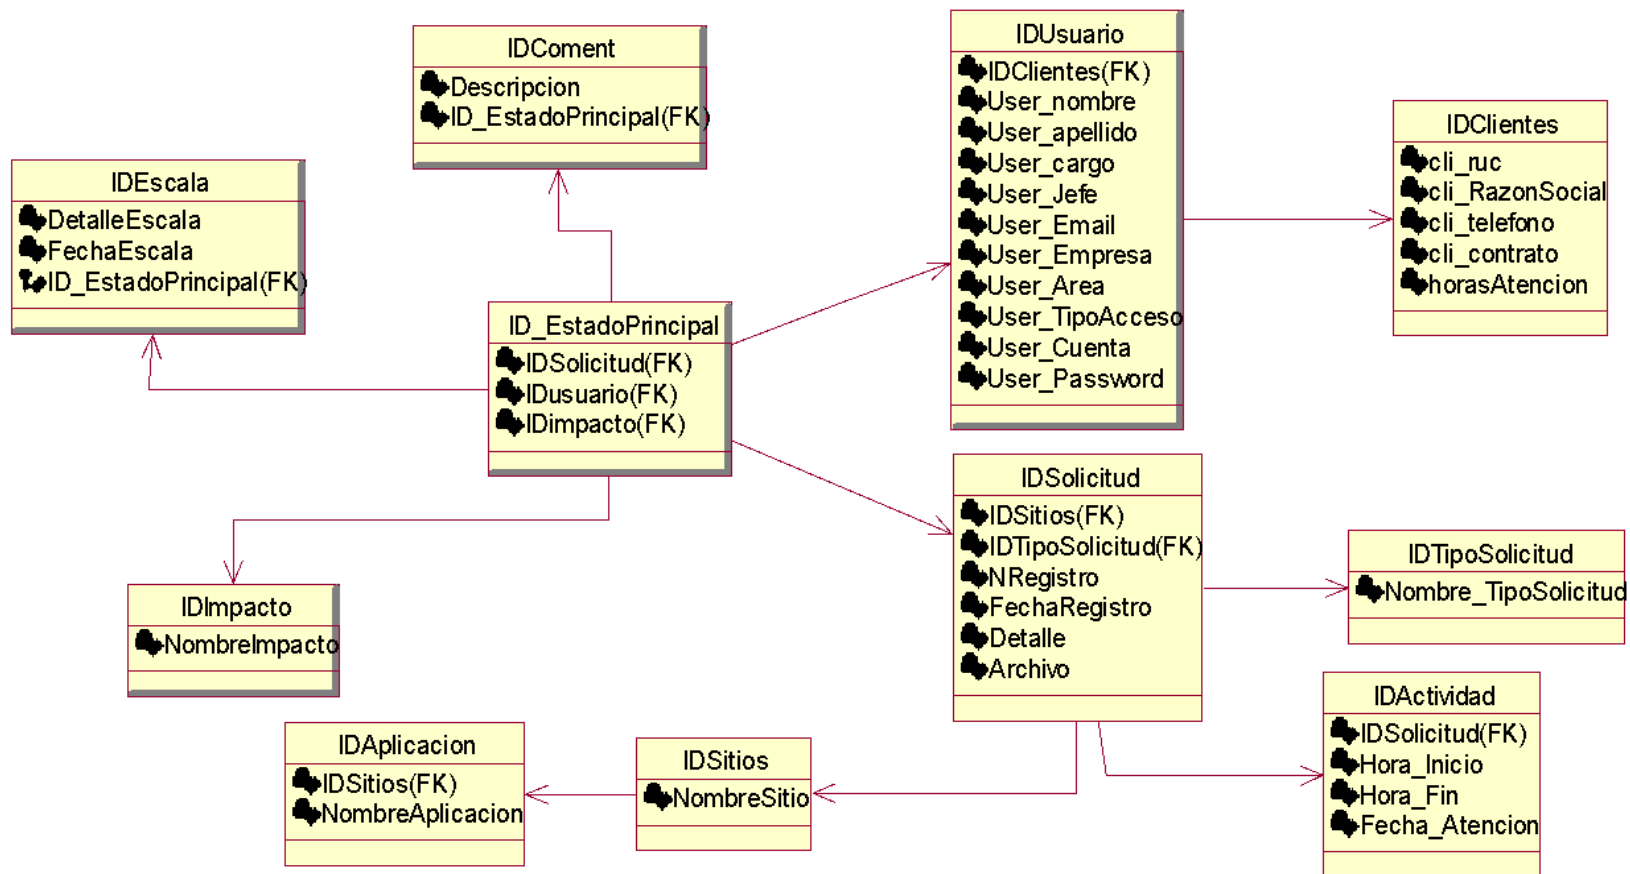 IDComent
Descripcion
ID_EstadoPrincipal(FK)
IDUsuario
IDClientes(FK)
User_nombre
User_apellido
User_cargo
User_Jefe
User_Email
User_Empresa
User_Area
User_TipoAcceso
User_Cuenta
User_Password
IDClientes
cli_ruc
cli_RazonSocial
cli_telefono
cli_contrato
horasAtencion
IDEscala
DetalleEscala
FechaEscala
ID_EstadoPrincipal(FK)
ID_EstadoPrincipal
IDSolicitud(FK)
IDusuario(FK)
IDimpacto(FK)
IDSolicitud
IDSitios(FK)
IDTipoSolicitud(FK)
NRegistro
FechaRegistro
Detalle
Archivo
IDTipoSolicitud
Nombre_TipoSolicitud
IDImpacto
NombreImpacto
IDActividad
IDSolicitud(FK)
Hora_Inicio
Hora_Fin
Fecha_Atencion
IDAplicacion
IDSitios(FK)
NombreAplicacion
IDSitios
NombreSitio